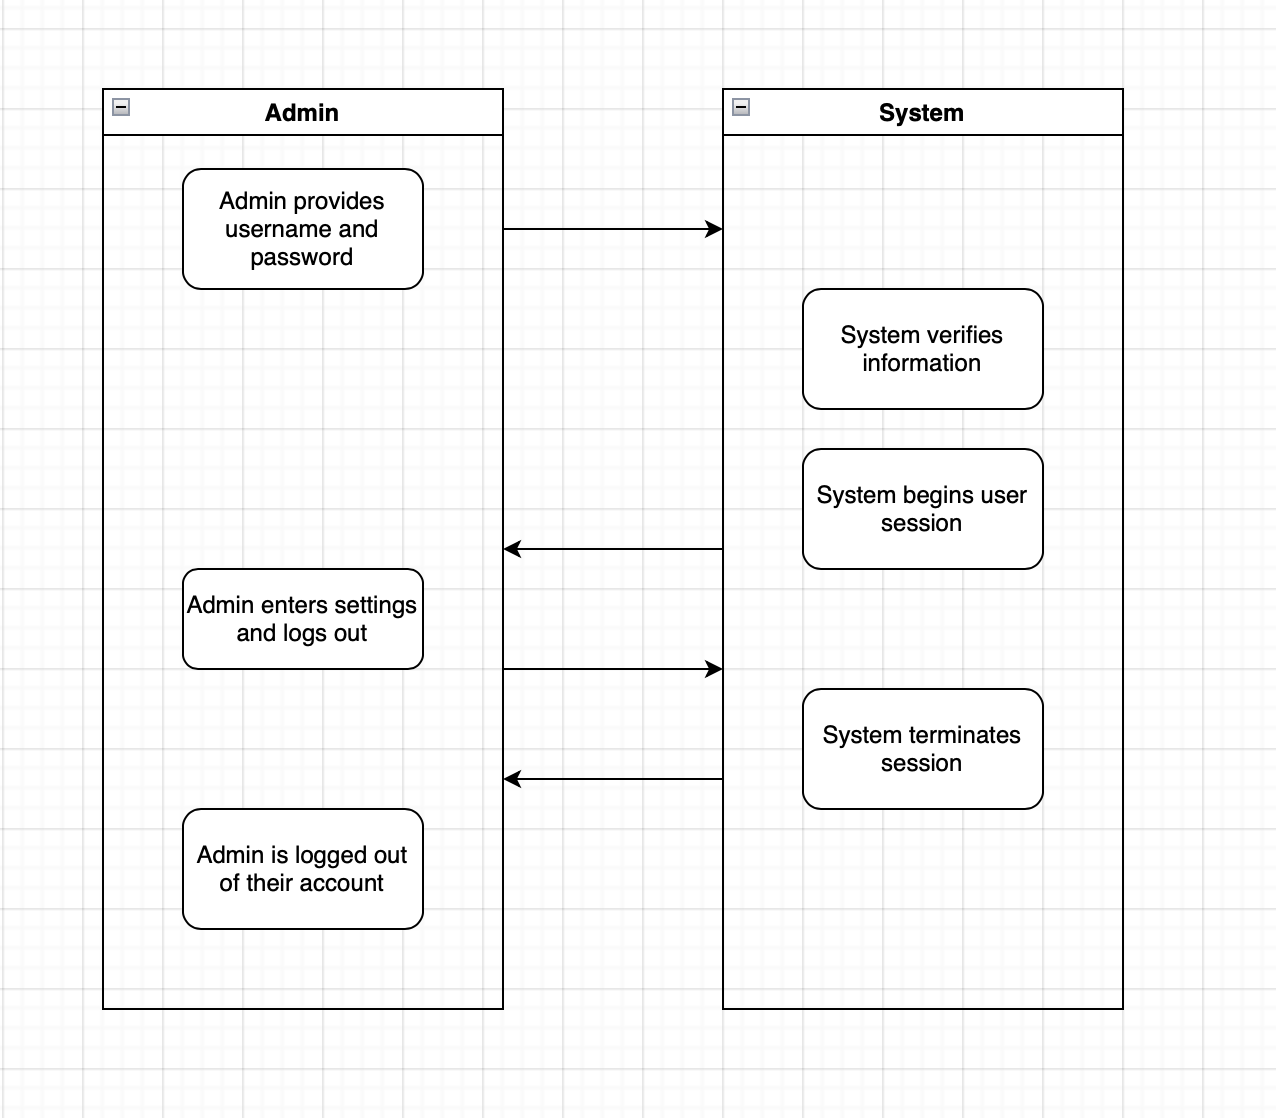 Admin
System
Admin provides
username and
password
System verifies
information
System begins user
session
Admin enters settings
and logs out
System terminates
session
Admin is logged out
of their account